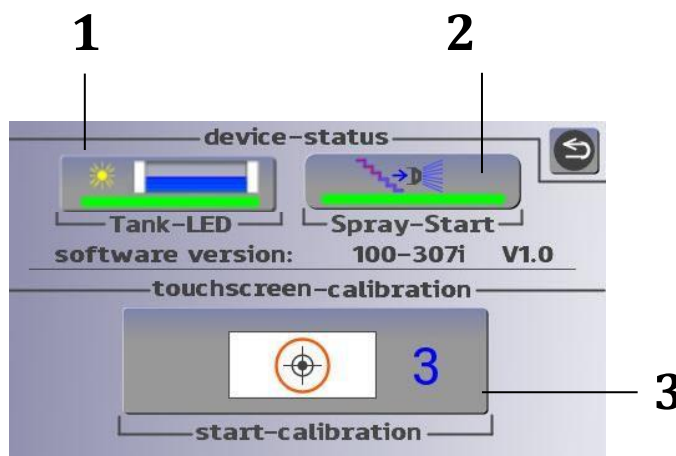 1 2
device-status
Tank-LED Spray-Start
software version: 100-307i V1.0
touchscreen-calibration
3
3
start-calibration